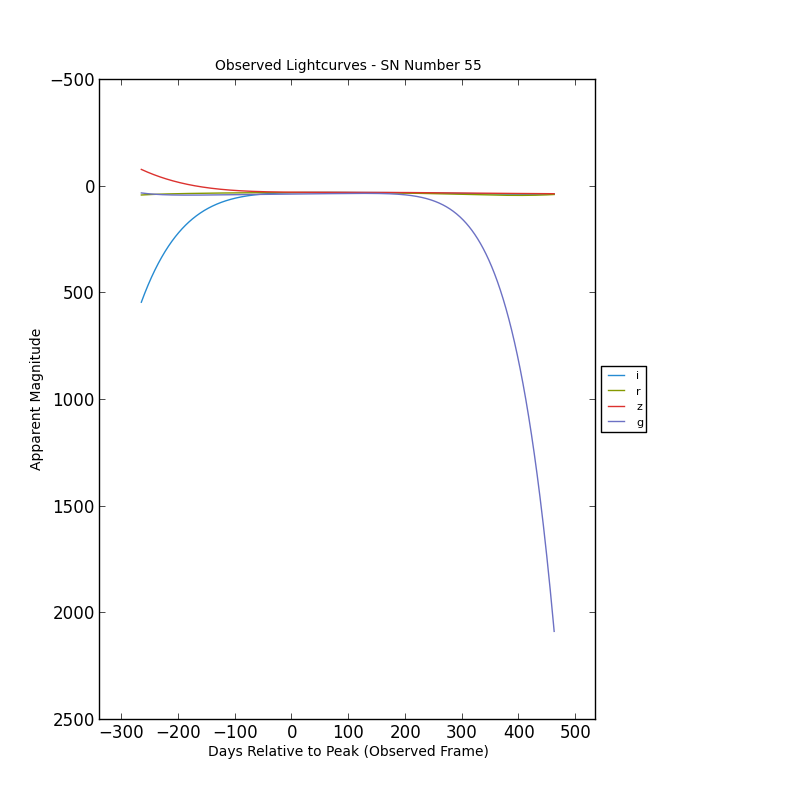 Observed Lightcurves - SN Number 55
−500
0
500
1000
1500
2000
2500
Apparent Magnitude
−300 −200 −100 0 100 200 300 400 500
Days Relative to Peak (Observed Frame)
i
r
z
g